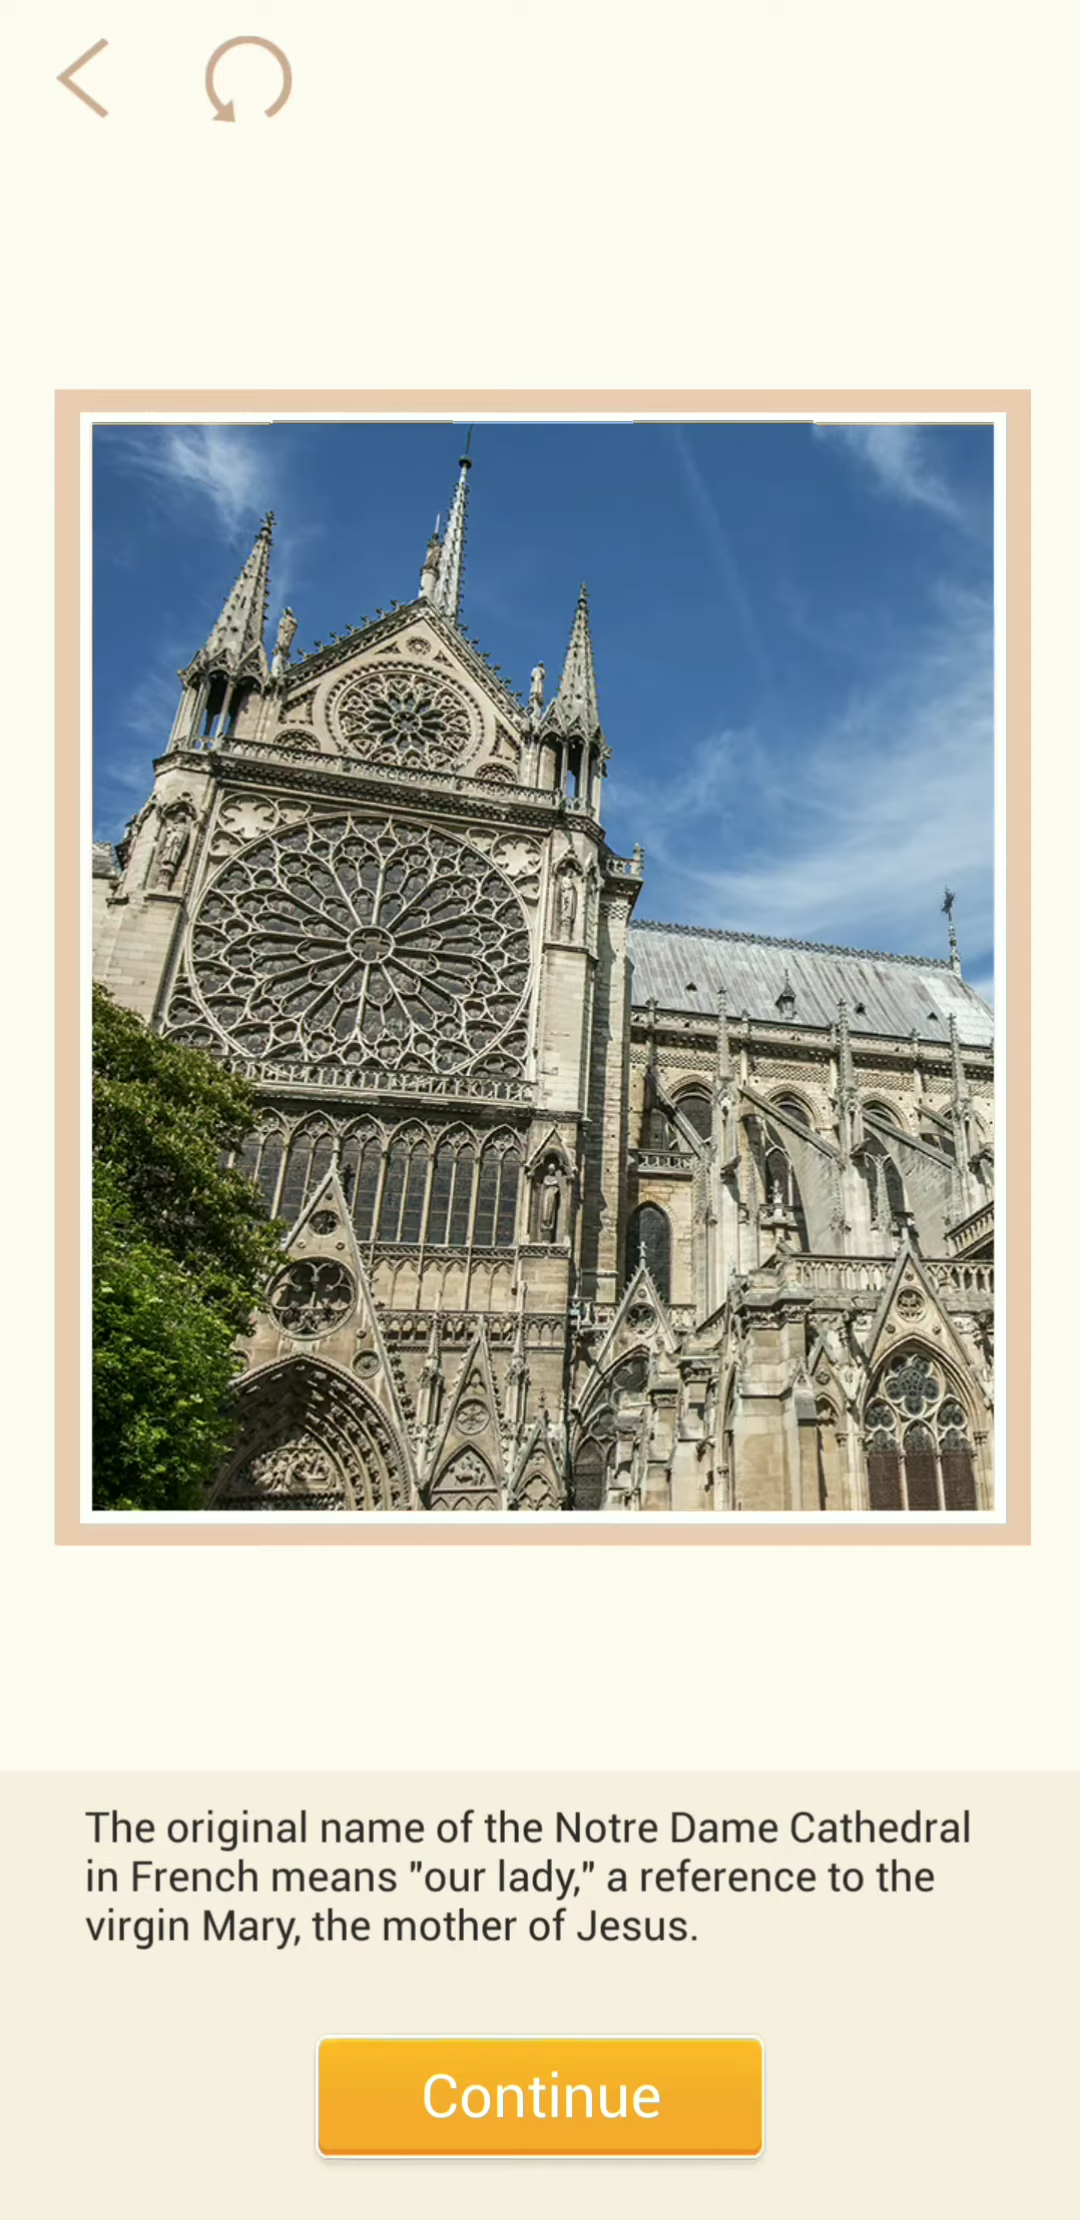 The original name of the Notre Dame Cathedral
in French means "our lady," a reference to the
virgin Mary, the mother of Jesus.
Continue